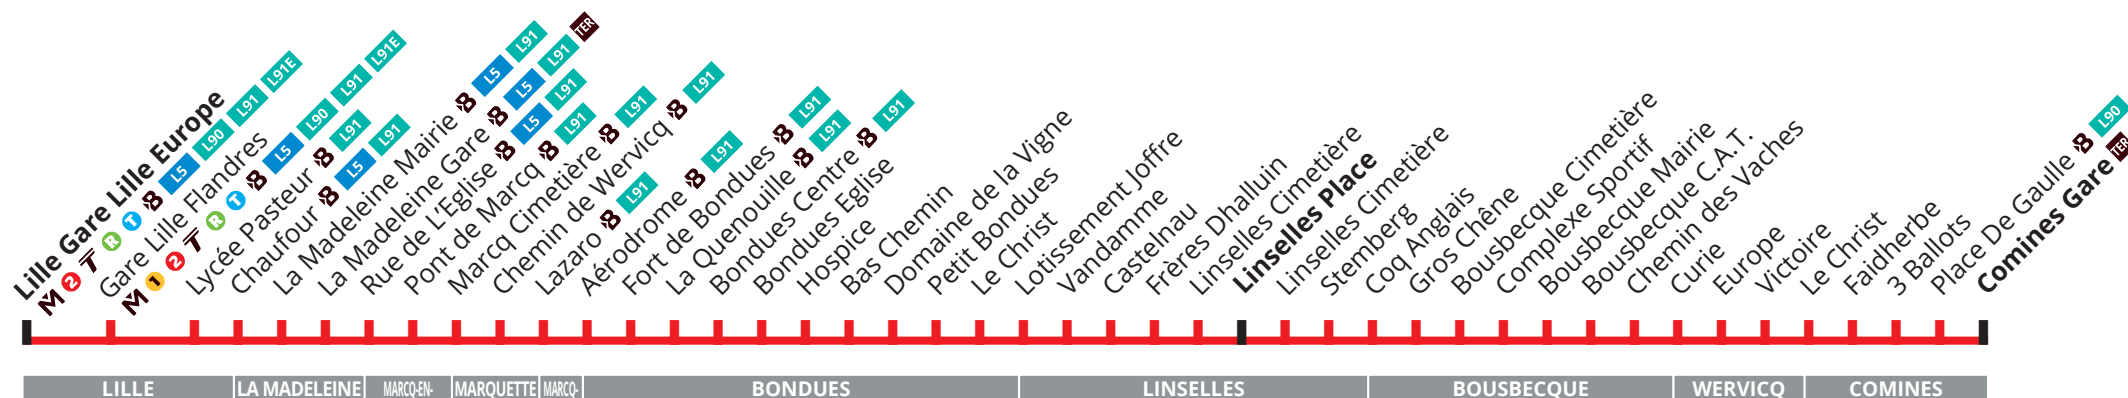 Lille Gare Lille Europe
M 2 T R T B L5 L90 L91 L91E
Gare Lille Flandres
M 1 2 T R T B L5 L90 L91 L91E
Lycée Pasteur B L91
Chaufour B L5 L91
La Madeleine Mairie B L5 L91
La Madeleine Gare B L5 L91 TER
Rue de L'Eglise B L5 L91
Pont de Marcq B L91
Marcq Cimetière B L91
Chemin de Wervicq B L91
Lazaro B L91
Aérodrome B L91
Fort de Bondues B L91
La Quenouille B L91
Bondues Centre B L91
Bondues Eglise
Hospice
Bas Chemin
Domaine de la Vigne
Petit Bondues
Le Christ
Lotissement Joffre
Vandamme
Castelnau
Frères Dhalluin
Linselles Cimetière
Linselles Place
Linselles Cimetière
Stemberg
Coq Anglais
Gros Chêne
Bousbecque Cimetière
Complexe Sportif
Bousbecque Mairie
Bousbecque C.A.T.
Chemin des Vaches
Curie
Europe
Victoire
Le Christ
Faidherbe
3 Ballots
Place De Gaulle B L90
Comines Gare TER
LILLE
LA MADELEINE
MARCQ-EN-
MARQUETTE
MARCQ-
BONDUES
LINSELLES
BOUSBECQUE
WERVICQ
COMINES